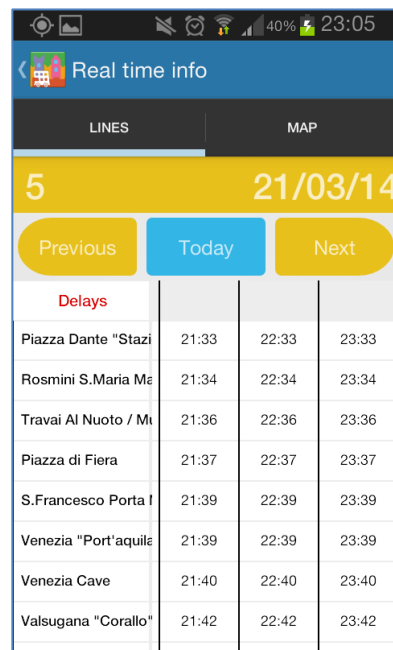 40% 23:05
Real time info
LINES MAP
5 21/03/14
Previous Today Next
Delays
Piazza Dante "Stazi 21:33 22:33 23:33
Rosmini S.Maria Ma 21:34 22:34 23:34
Travai Al Nuoto / Mu 21:36 22:36 23:36
Piazza di Fiera 21:37 22:37 23:37
S.Francesco Porta 21:39 22:39 23:39
Venezia "Port'aquila 21:39 22:39 23:39
Venezia Cave 21:40 22:40 23:40
Valsugana "Corallo" 21:42 22:42 23:42